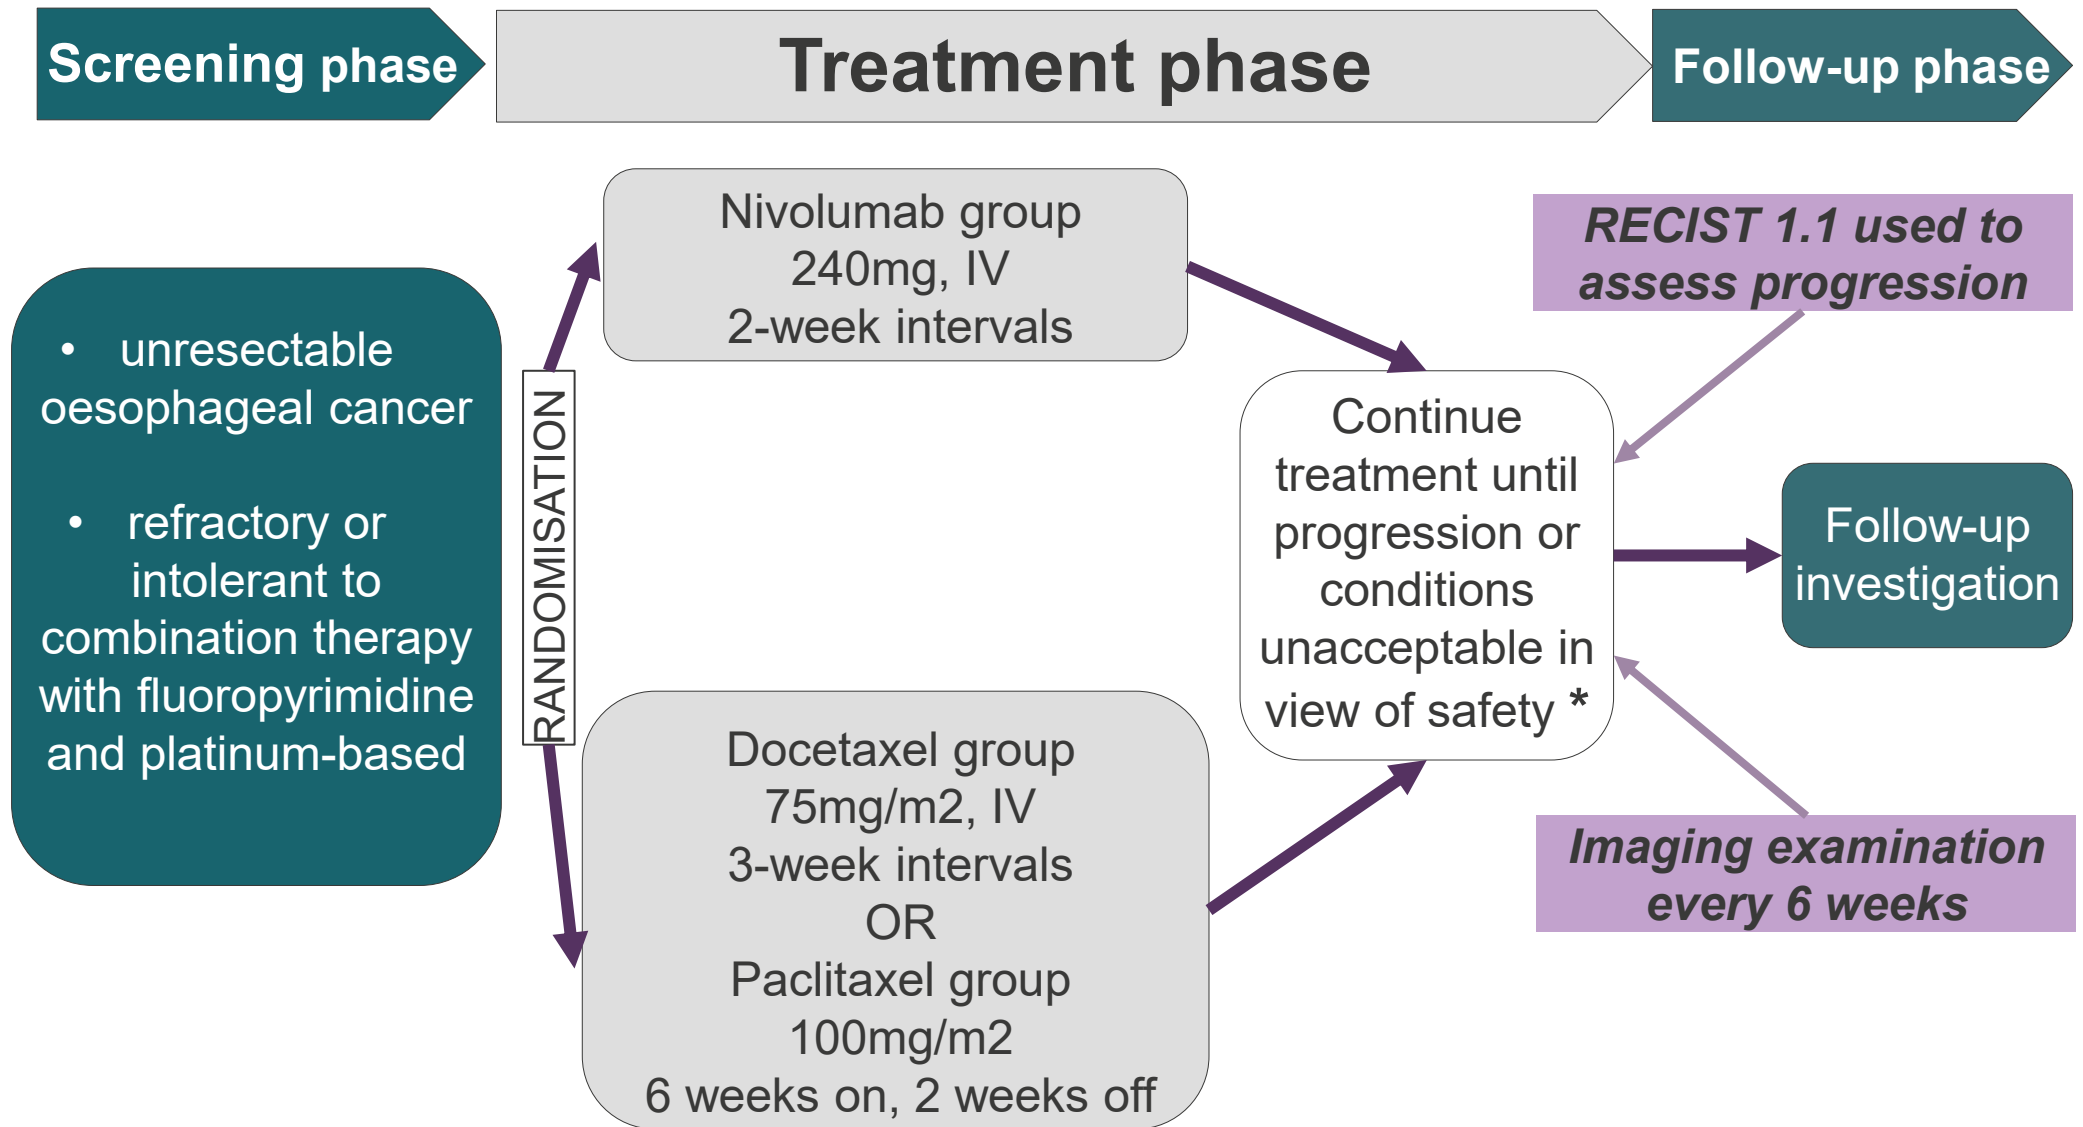 Screening phase
Treatment phase
Follow-up phase
• unresectable
oesophageal cancer
• refractory or
intolerant to
combination therapy
with fluoropyrimidine
and platinum-based
RANDOMISATION
Nivolumab group
240mg, IV
2-week intervals
Docetaxel group
75mg/m2, IV
3-week intervals
OR
Paclitaxel group
100mg/m2
6 weeks on, 2 weeks off
Continue
treatment until
progression or
conditions
unacceptable in
view of safety *
RECIST 1.1 used to
assess progression
Follow-up
investigation
Imaging examination
every 6 weeks